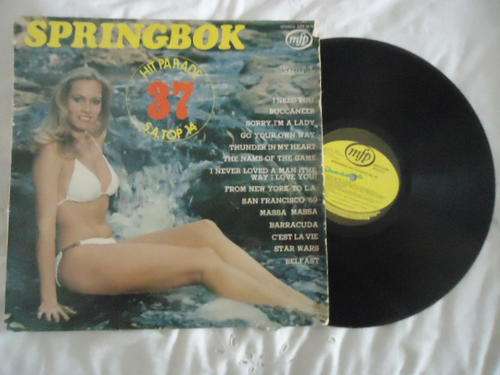 SPRINGBOK
mfp
HIT PARADE
37
S.A. TOP 14
I NEED YOU
BUCCANEER
SORRY, I'M A LADY
GO YOUR OWN WAY
THUNDER IN MY HEART
THE NAME OF THE GAME
I NEVER LOVED A MAN (THE
WAY I LOVE YOU)
FROM NEW YORK TO L.A.
SAN FRANCISCO '69
MASSA MASSA
BARRACUDA
C'EST LA VIE
STAR WARS
BELFAST
mfp